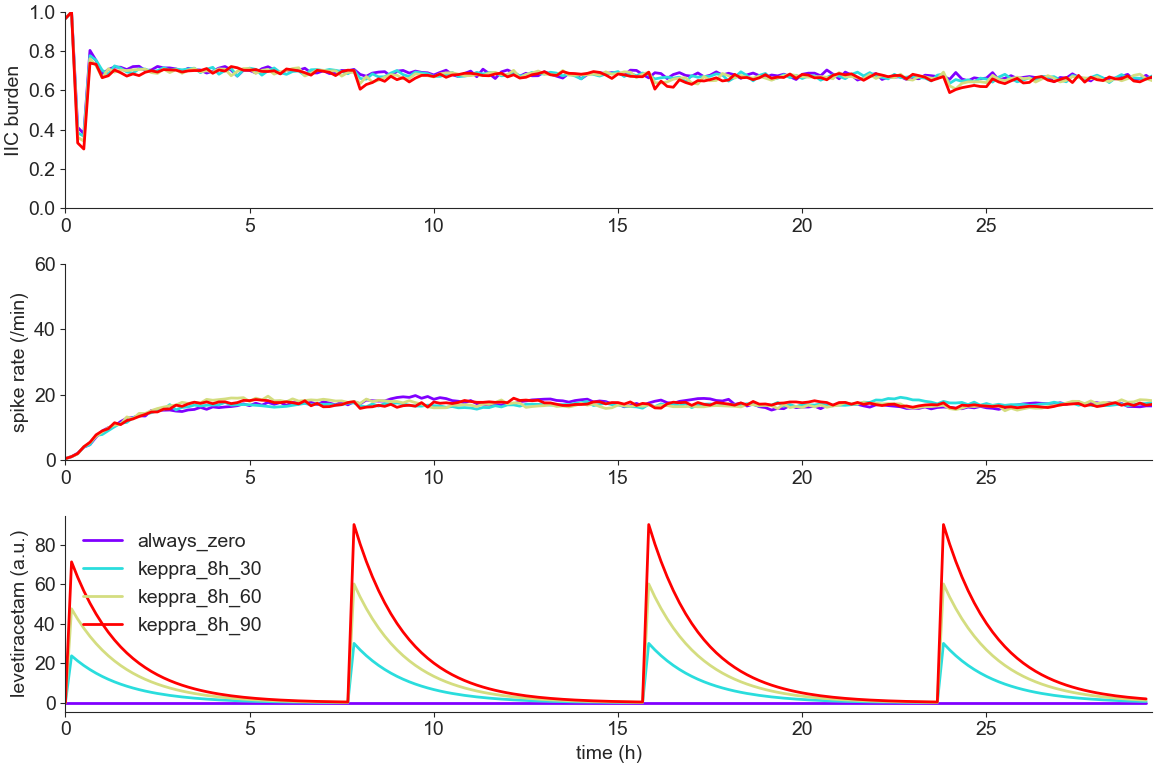 IIC burden
1.0
0.8
0.6
0.4
0.2
0.0
0 5 10 15 20 25
spike rate (/min)
60
40
20
0
0 5 10 15 20 25
levetiracetam (a.u.)
80
60
40
20
0
always_zero
keppra_8h_30
keppra_8h_60
keppra_8h_90
0 5 10 15 20 25
time (h)